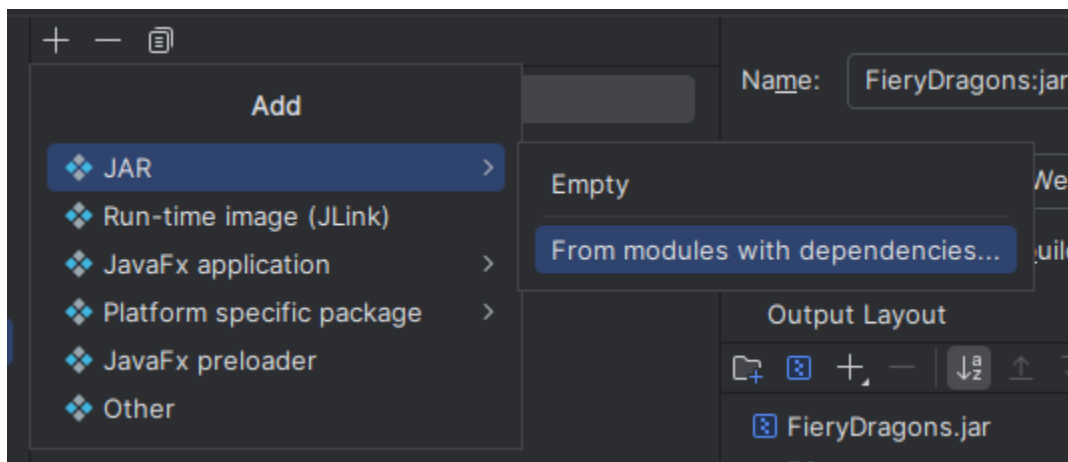 Add
JAR
Run-time image (JLink)
JavaFx application
Platform specific package
JavaFx preloader
Other
Empty
From modules with dependencies...
Name:
FieryDragons:jar
Output Layout
FieryDragons.jar